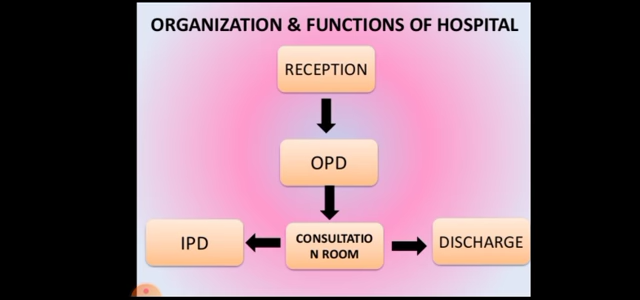 ORGANIZATION & FUNCTIONS OF HOSPITAL
RECEPTION
OPD
IPD
CONSULTATIO
N ROOM
DISCHARGE